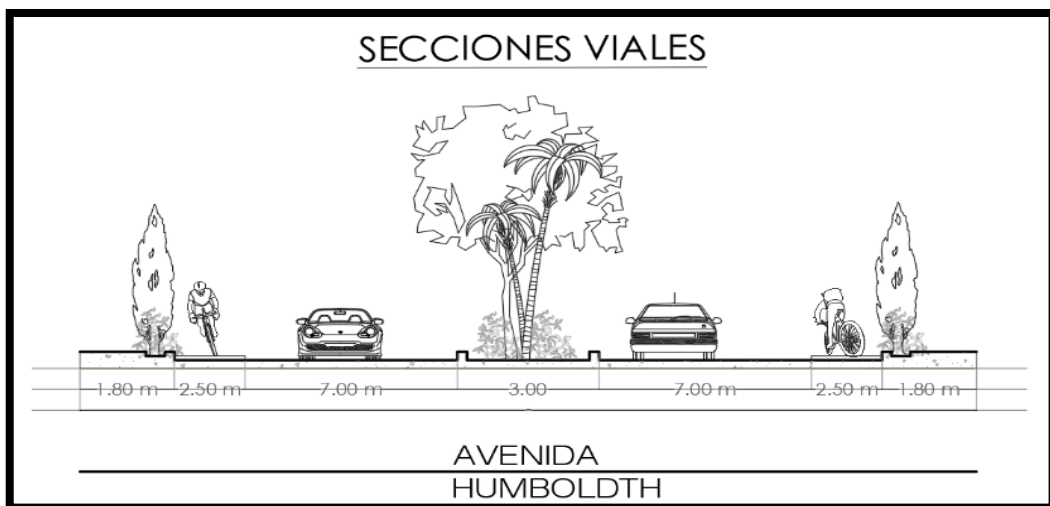 SECCIONES VIALES
1.80 m 2.50 m 7.00 m 3.00 7.00 m 2.50 m 1.80 m
AVENIDA
HUMBOLDTH